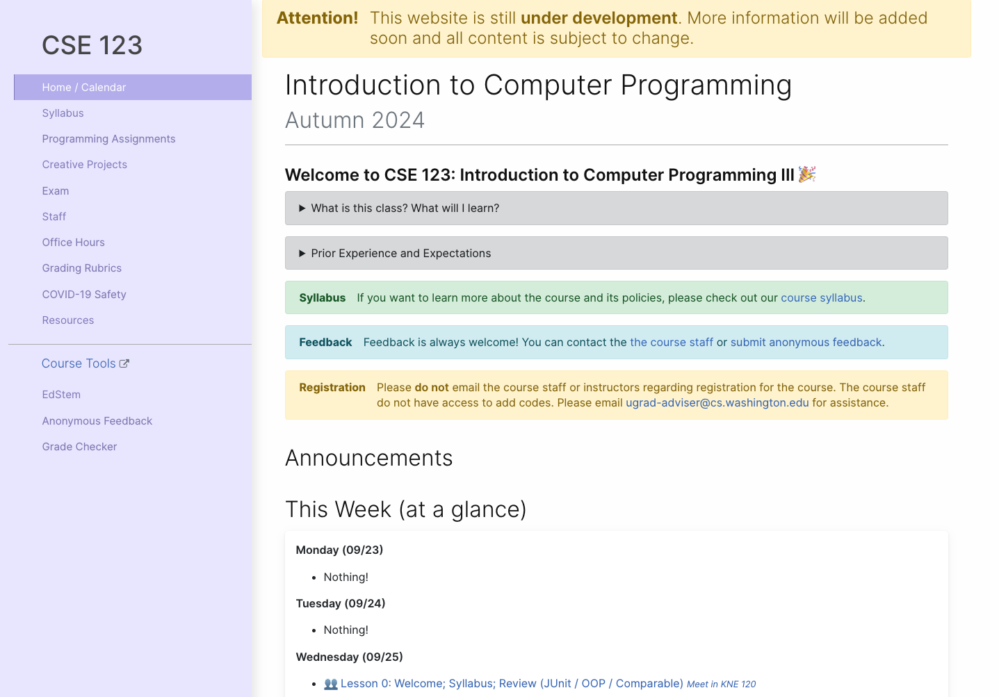 CSE 123
Home / Calendar
Syllabus
Programming Assignments
Creative Projects
Exam
Staff
Office Hours
Grading Rubrics
COVID-19 Safety
Resources
Course Tools
EdStem
Anonymous Feedback
Grade Checker
Attention! This website is still under development. More information will be added
soon and all content is subject to change.
Introduction to Computer Programming
Autumn 2024
Welcome to CSE 123: Introduction to Computer Programming III 🎉
▶ What is this class? What will I learn?
▶ Prior Experience and Expectations
Syllabus If you want to learn more about the course and its policies, please check out our course syllabus.
Feedback Feedback is always welcome! You can contact the the course staff or submit anonymous feedback.
Registration Please do not email the course staff or instructors regarding registration for the course. The course staff
do not have access to add codes. Please email ugrad-adviser@cs.washington.edu for assistance.
Announcements
This Week (at a glance)
Monday (09/23)
• Nothing!
Tuesday (09/24)
• Nothing!
Wednesday (09/25)
• 👥 Lesson 0: Welcome; Syllabus; Review (JUnit / OOP / Comparable) Meet in KNE 120